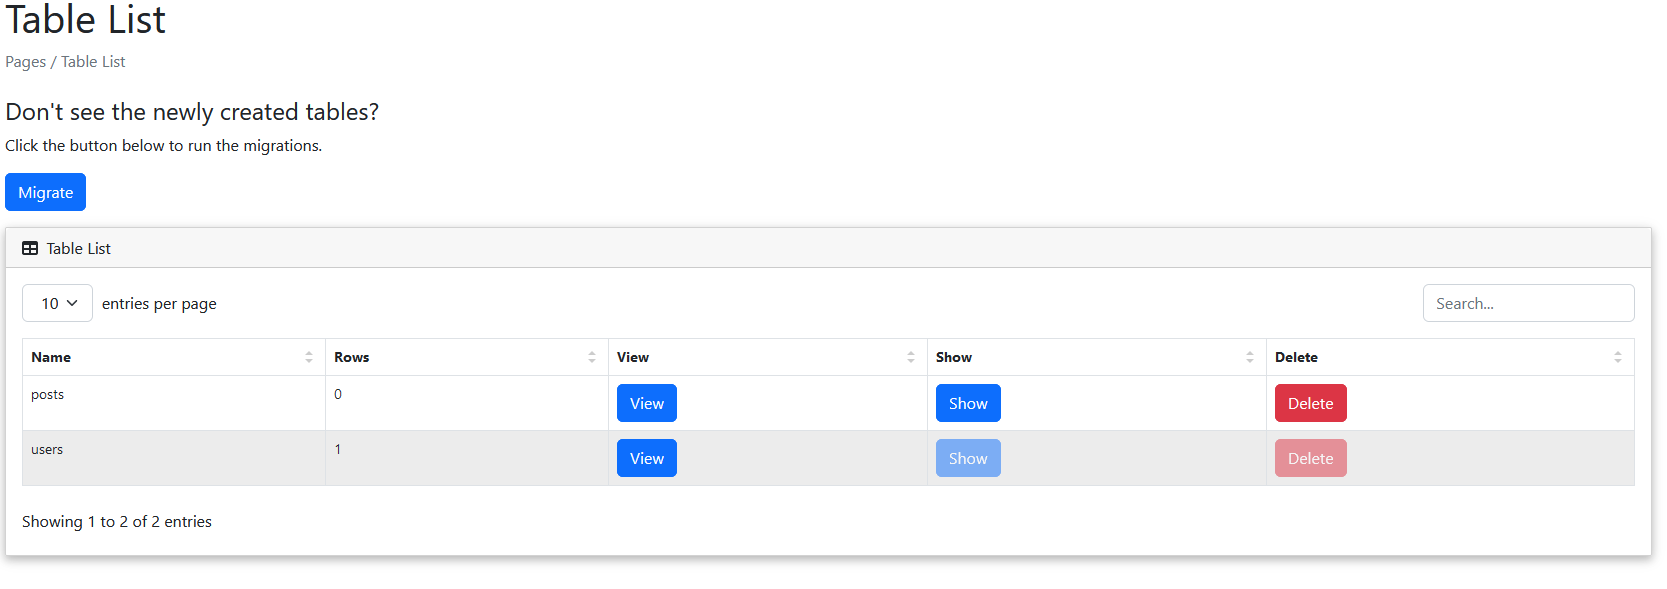 Table List
Pages / Table List
Don't see the newly created tables?
Click the button below to run the migrations.
Migrate
Table List
10 entries per page Search...
Name Rows View Show Delete
posts 0 View Show Delete
users 1 View Show Delete
Showing 1 to 2 of 2 entries